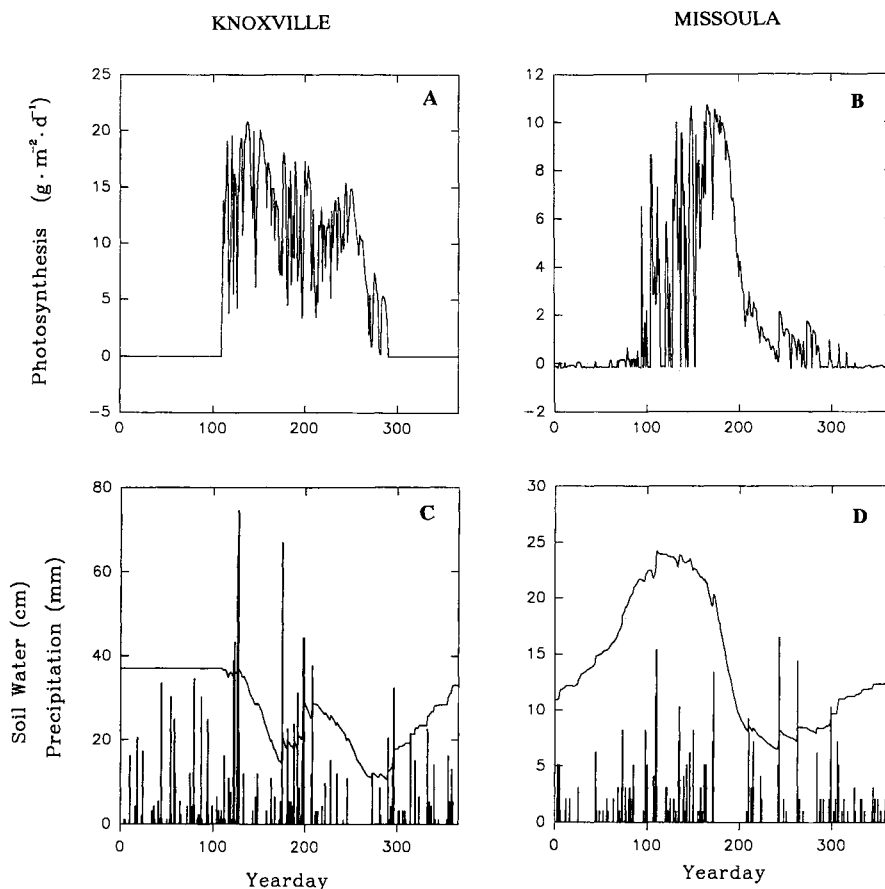 KNOXVILLE
MISSOULA
A
25
20
15
10
5
0
−5
0 100 200 300
Photosynthesis (g · m⁻² · d⁻¹)
B
12
10
8
6
4
2
0
−2
0 100 200 300
C
80
60
40
20
0
0 100 200 300
Soil Water (cm)
Precipitation (mm)
Yearday
D
30
25
20
15
10
5
0
0 100 200 300
Yearday